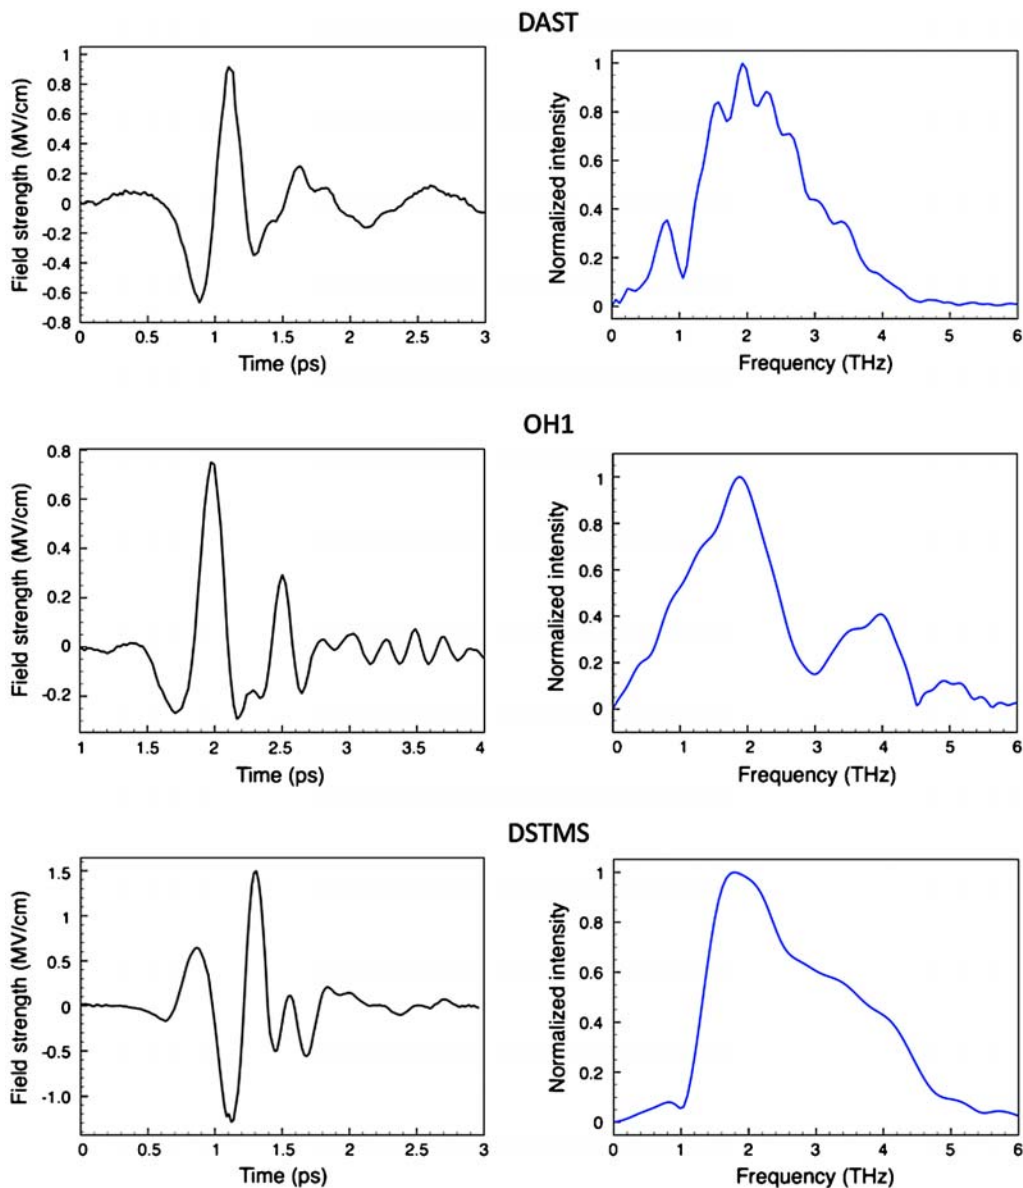 DAST
Field strength (MV/cm)
1
0.8
0.6
0.4
0.2
0
-0.2
-0.4
-0.6
-0.8
0 0.5 1 1.5 2 2.5 3
Time (ps)
Normalized intensity
1
0.8
0.6
0.4
0.2
0
0 1 2 3 4 5 6
Frequency (THz)
OH1
Field strength (MV/cm)
0.8
0.6
0.4
0.2
0
-0.2
1 1.5 2 2.5 3 3.5 4
Time (ps)
Normalized intensity
1
0.8
0.6
0.4
0.2
0
0 1 2 3 4 5 6
Frequency (THz)
DSTMS
Field strength (MV/cm)
1.5
1
0.5
0
-0.5
-1.0
0 0.5 1 1.5 2 2.5 3
Time (ps)
Normalized intensity
1
0.8
0.6
0.4
0.2
0
0 1 2 3 4 5 6
Frequency (THz)